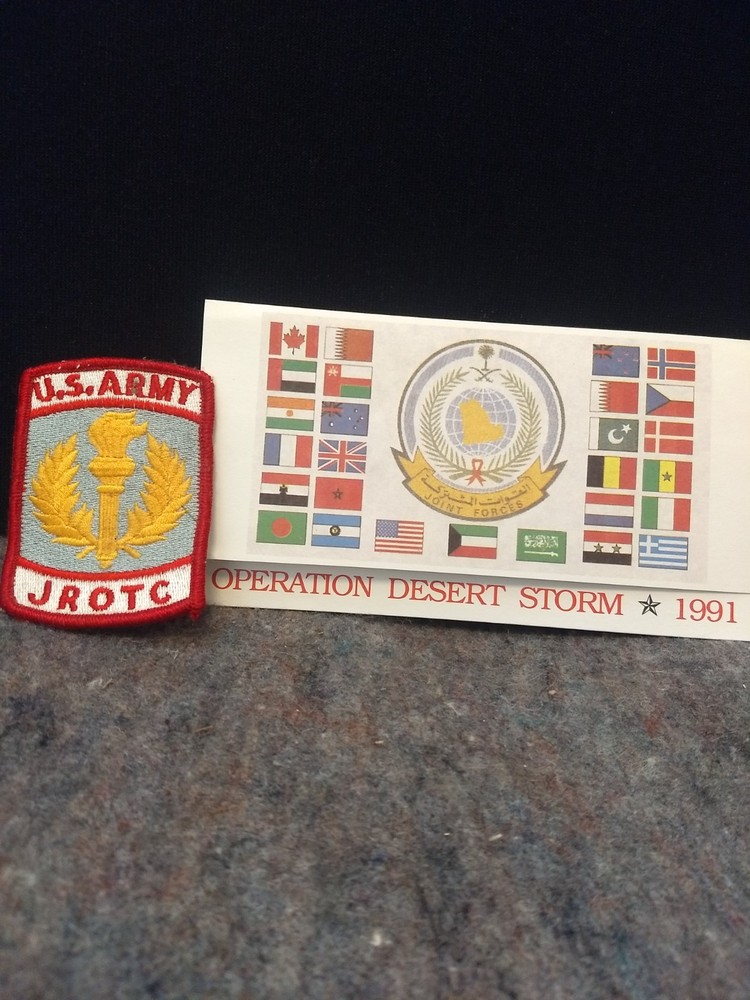 U.S.ARMY
JROTC
القوات المشتركة
JOINT FORCES
OPERATION DESERT STORM ★ 1991